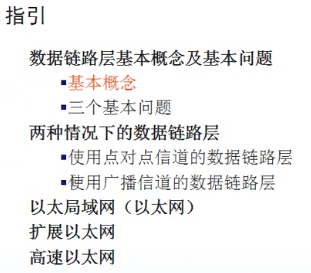 指引
数据链路层基本概念及基本问题
▪基本概念
▪三个基本问题
两种情况下的数据链路层
▪使用点对点信道的数据链路层
▪使用广播信道的数据链路层
以太局域网（以太网）
扩展以太网
高速以太网